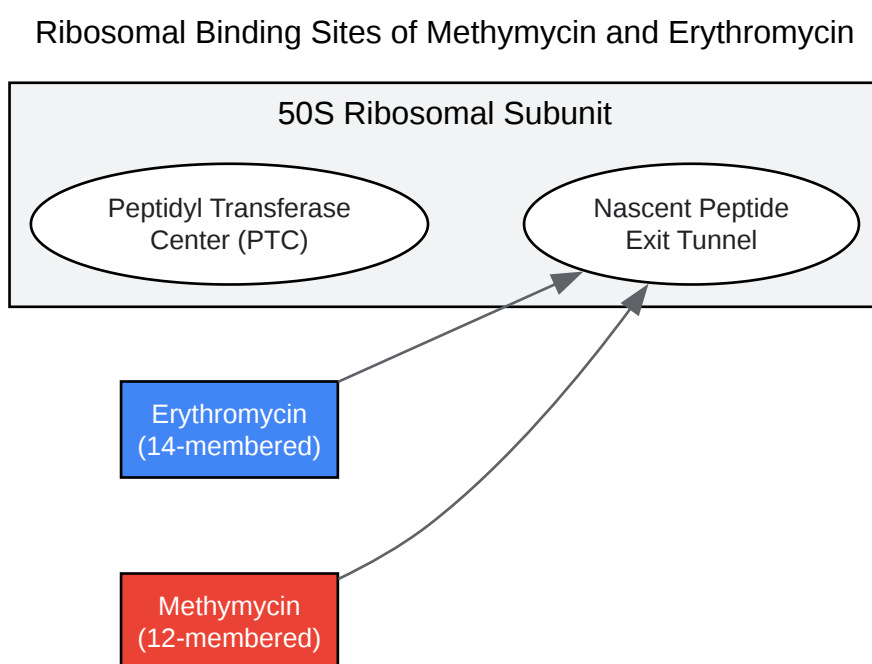 Ribosomal Binding Sites of Methymycin and Erythromycin
50S Ribosomal Subunit
Peptidyl Transferase
Center (PTC)
Nascent Peptide
Exit Tunnel
Erythromycin
(14-membered)
Methymycin
(12-membered)